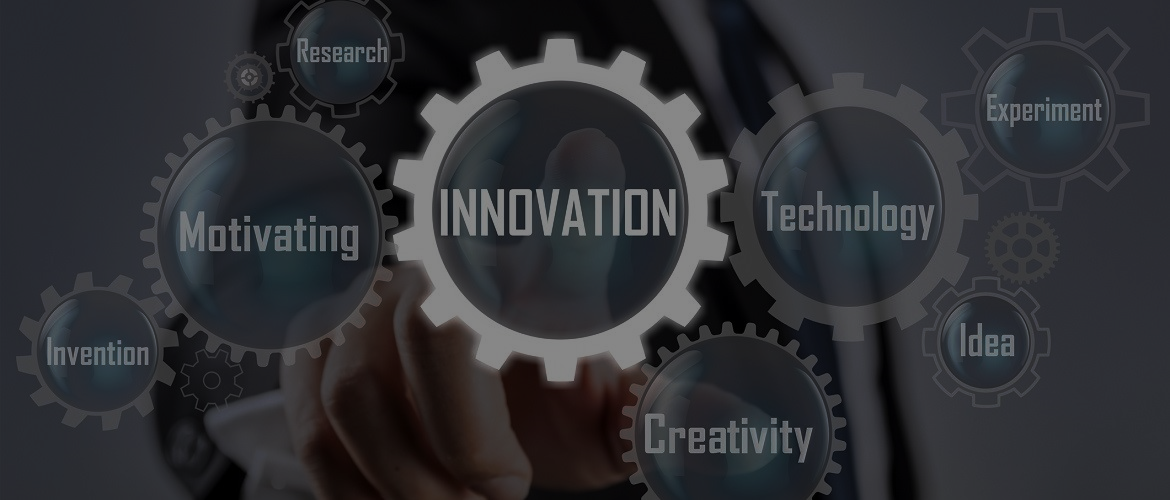 Research
Experiment
INNOVATION
Motivating
Technology
Invention
Idea
Creativity